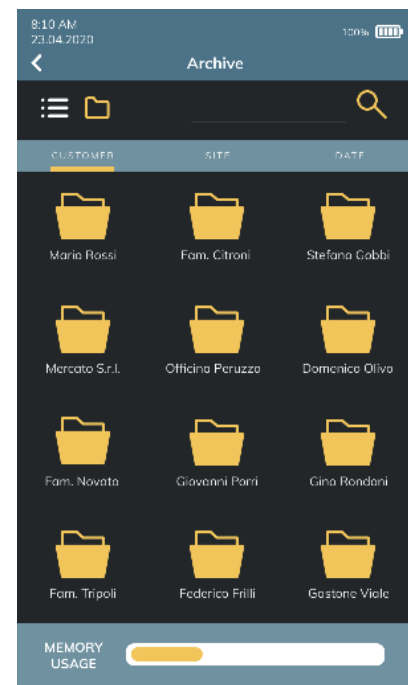 8:10 AM
23.04.2020
100%
Archive
CUSTOMER SITE DATE
Mario Rossi Fam. Citroni Stefano Gobbi
Mercato S.r.l. Officina Peruzzo Domenico Olivo
Fam. Novato Giovanni Porri Gino Rondoni
Fam. Tripoli Federico Frilli Gastone Viale
MEMORY
USAGE